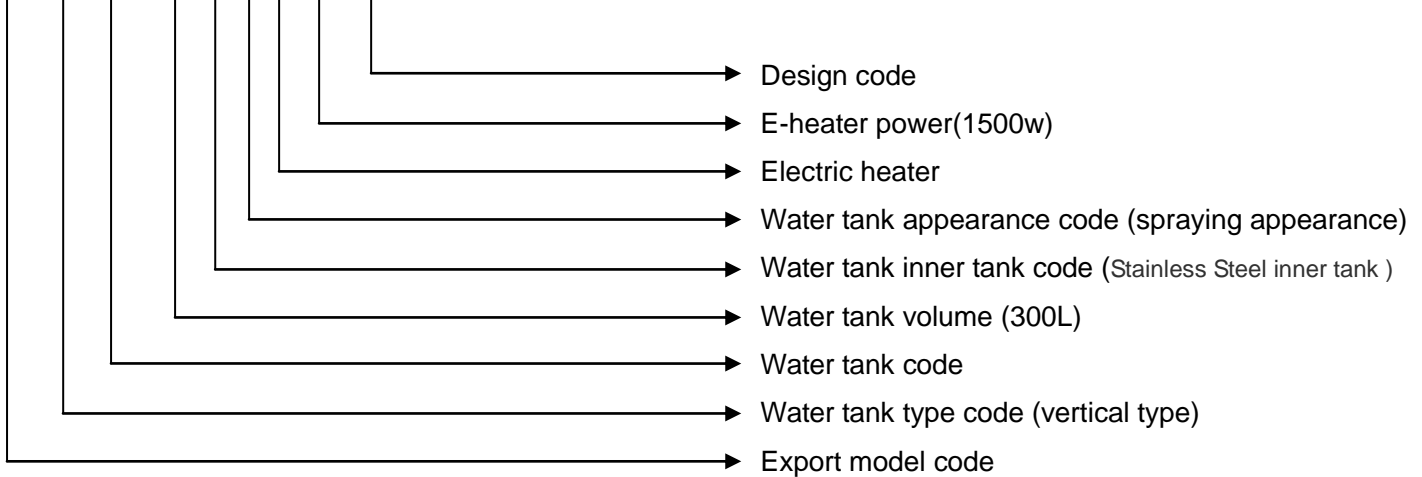 Design code
E-heater power(1500w)
Electric heater
Water tank appearance code (spraying appearance)
Water tank inner tank code (Stainless Steel inner tank )
Water tank volume (300L)
Water tank code
Water tank type code (vertical type)
Export model code